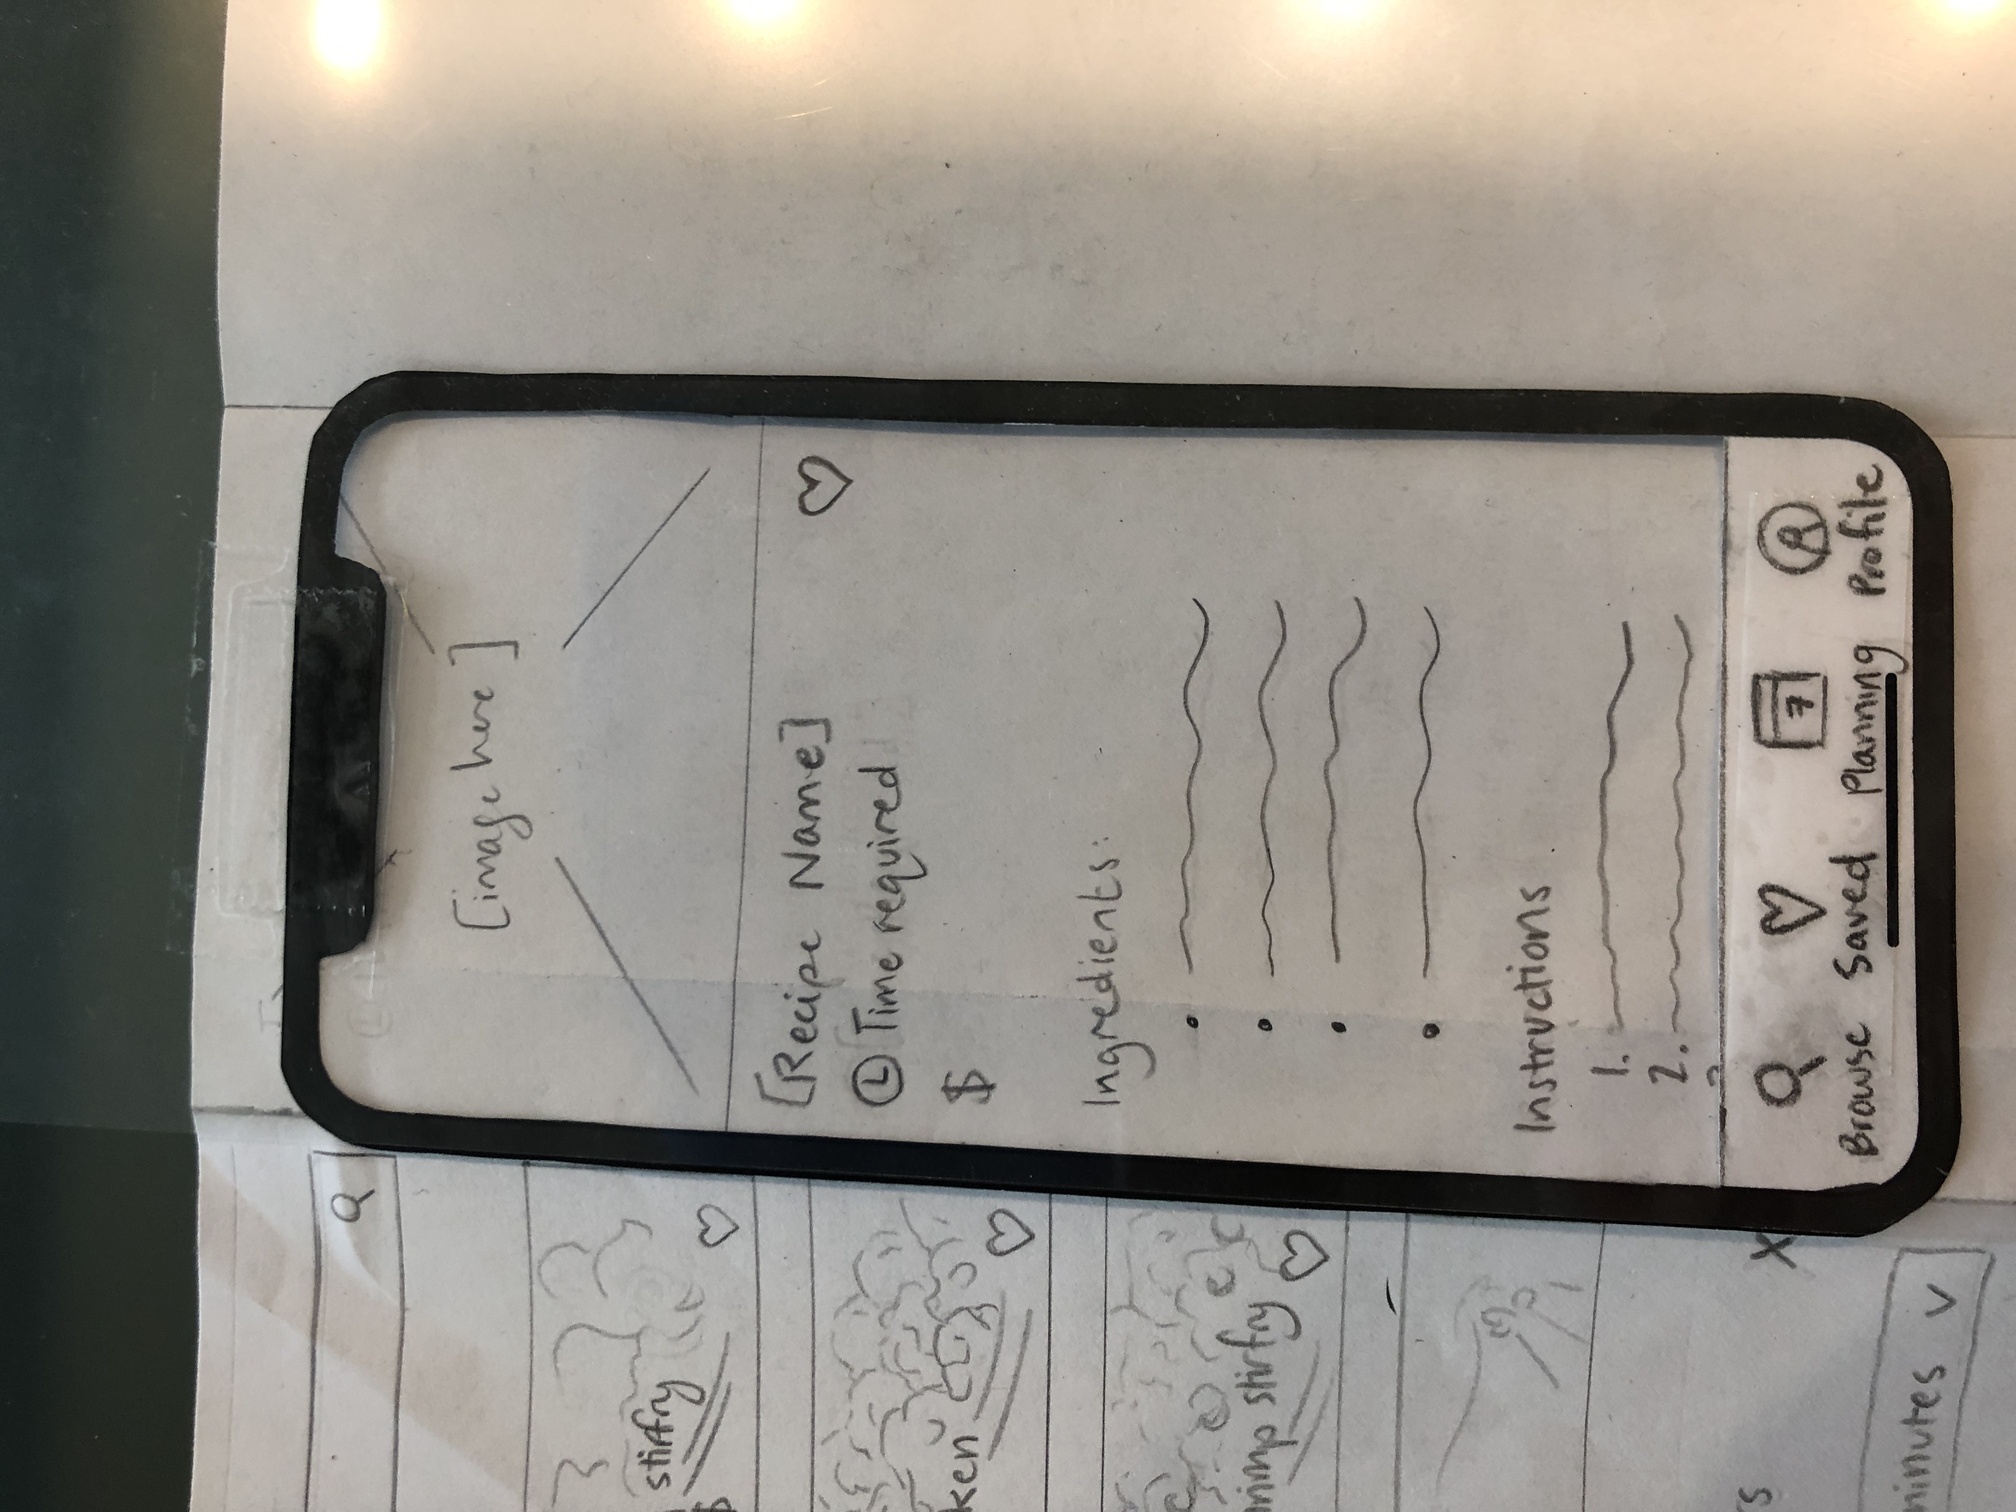 stirfry
$
ken
rimp stirfry
s
X
minutes
[image here]
[Recipe Name]
Time required
$
Ingredients:
Instructions
1.
2.
7
Browse Saved Planning Profile